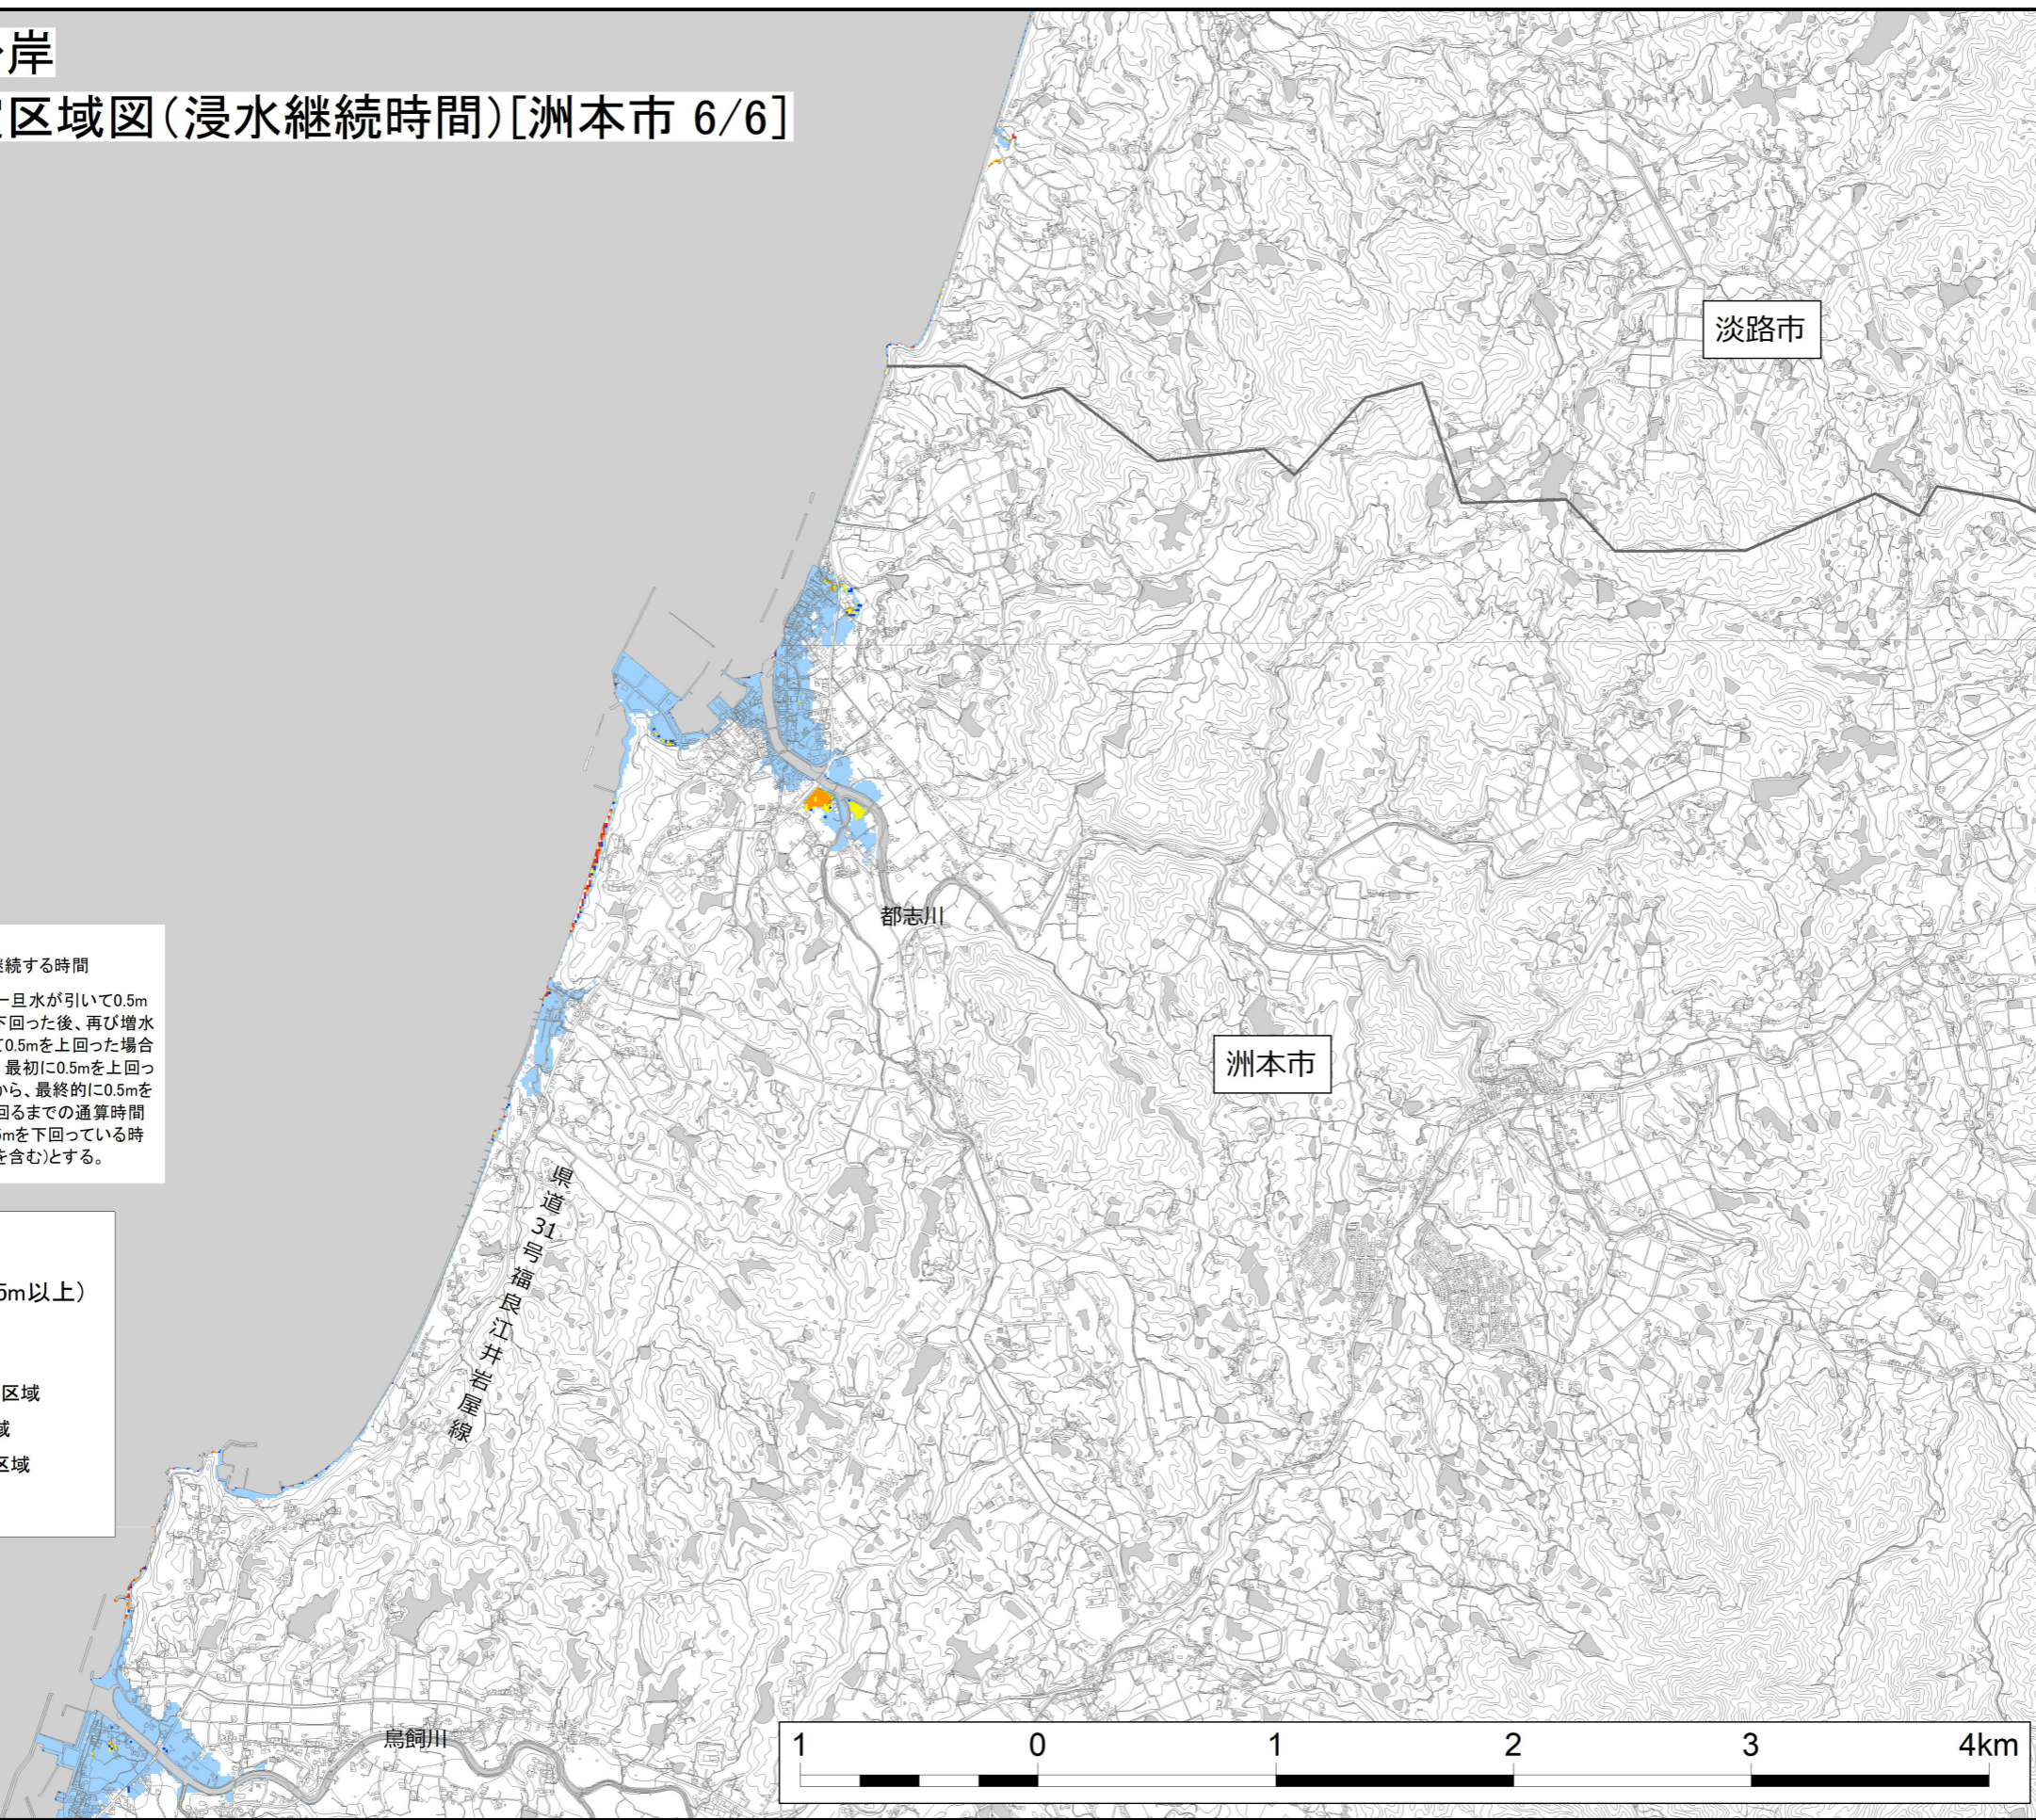 沿岸
定区域図(浸水継続時間)[洲本市 6/6]
淡路市
都志川
継続する時間
一旦水が引いて0.5m
下回った後、再び増水
て0.5mを上回った場合
最初に0.5mを上回っ
から、最終的に0.5mを
回るまでの通算時間
5mを下回っている時
を含む)とする。
洲本市
県道31号福良江井岩屋線
5m以上)
区域
域
区域
鳥飼川
1 0 1 2 3 4km